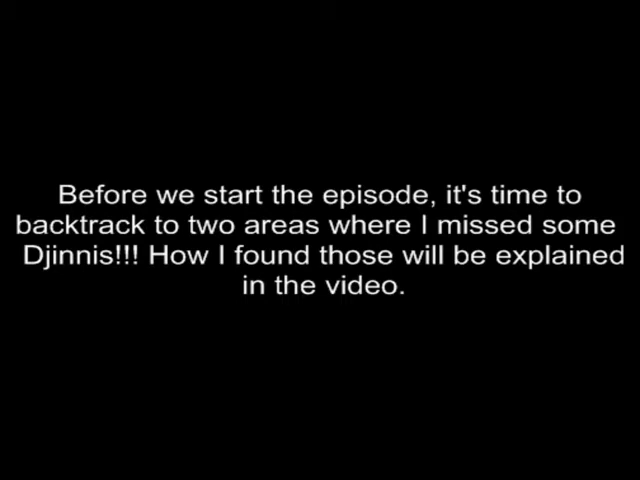 Before we start the episode, it's time to
backtrack to two areas where I missed some
Djinnis!!! How I found those will be explained
in the video.